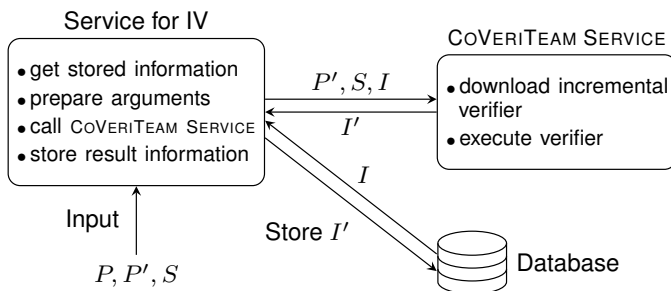 Service for IV
• get stored information
• prepare arguments
• call COVERITEAM SERVICE
• store result information
P′, S, I
I′
COVERITEAM SERVICE
• download incremental
verifier
• execute verifier
I
Store I′
Input
P, P′, S
Database